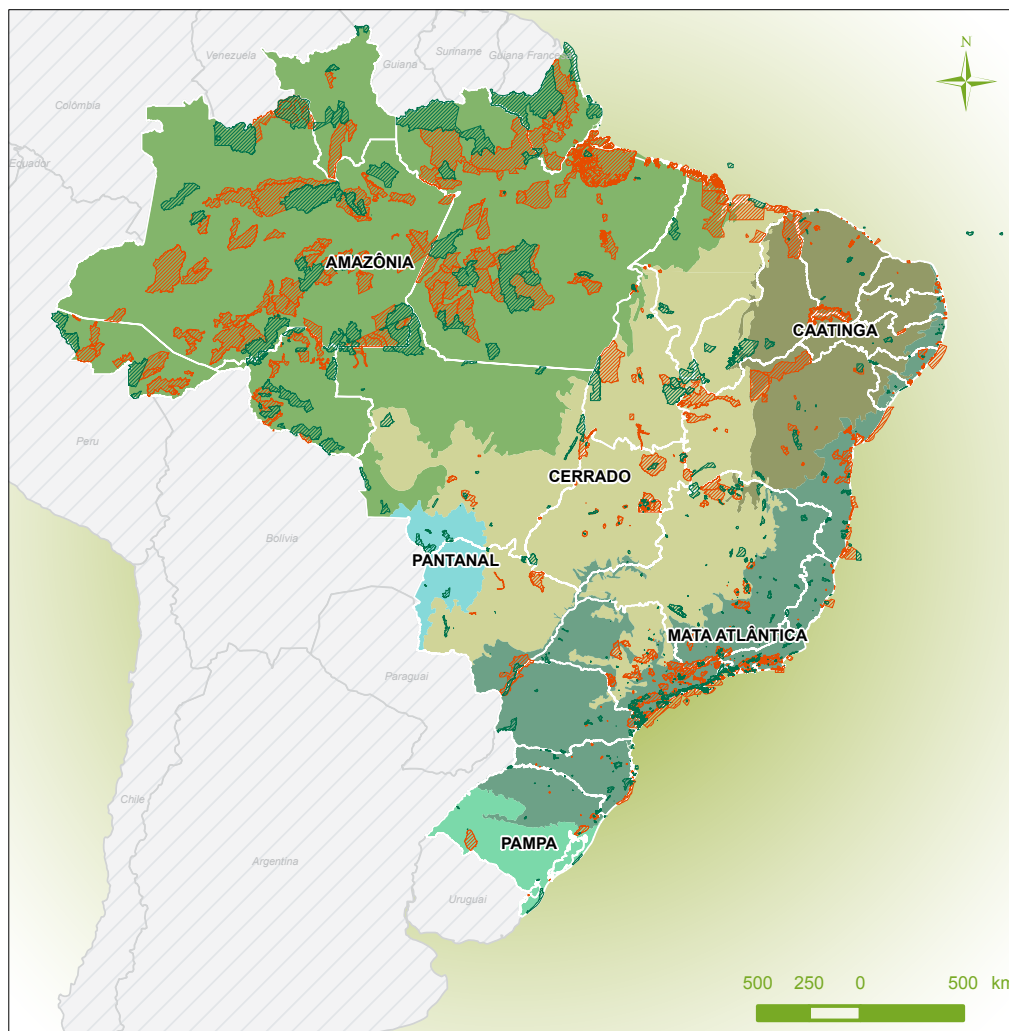 N
Venezuela
Suriname
Guiana Francesa
Guiana
Colômbia
Equador
AMAZÔNIA
CAATINGA
Peru
CERRADO
Bolívia
PANTANAL
MATA ATLÂNTICA
Paraguai
Chile
PAMPA
Argentina
Uruguai
500 250 0 500 km